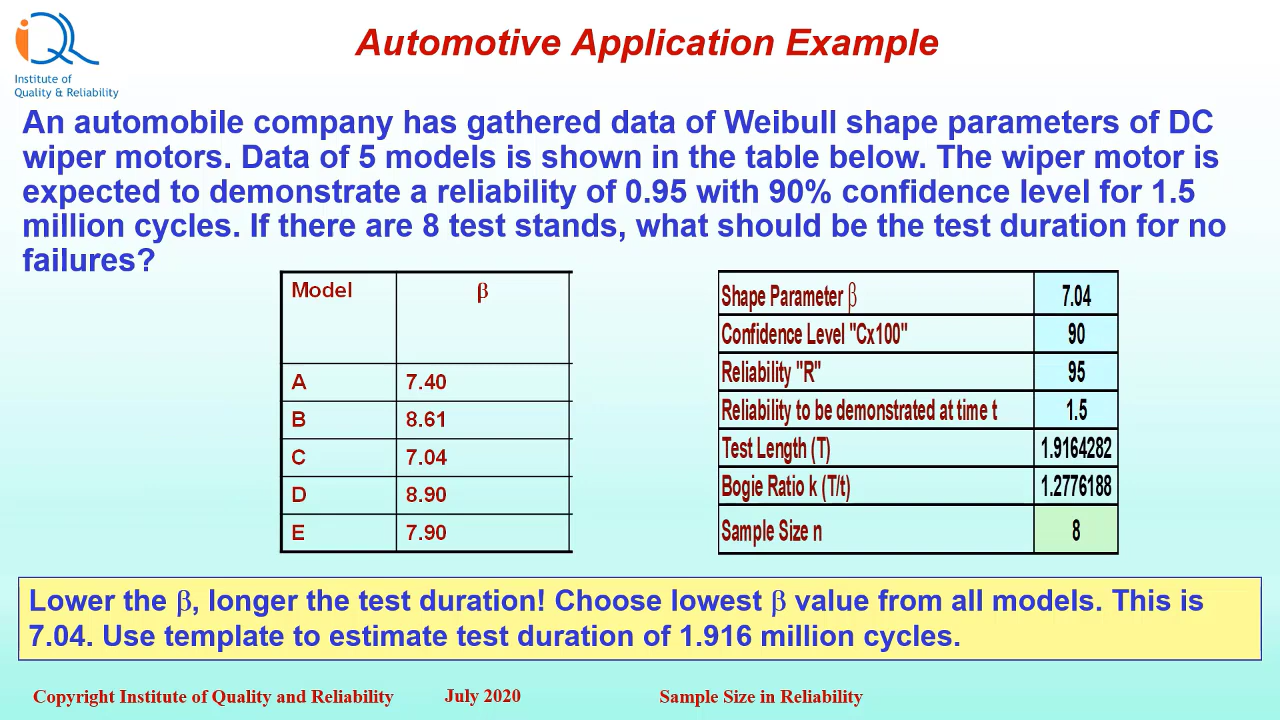 iQR
Institute of
Quality & Reliability
Automotive Application Example
An automobile company has gathered data of Weibull shape parameters of DC
wiper motors. Data of 5 models is shown in the table below. The wiper motor is
expected to demonstrate a reliability of 0.95 with 90% confidence level for 1.5
million cycles. If there are 8 test stands, what should be the test duration for no
failures?
Model β
A 7.40
B 8.61
C 7.04
D 8.90
E 7.90
Shape Parameter β 7.04
Confidence Level "Cx100" 90
Reliability "R" 95
Reliability to be demonstrated at time t 1.5
Test Length (T) 1.9164282
Bogie Ratio k (T/t) 1.2776188
Sample Size n 8
Lower the β, longer the test duration! Choose lowest β value from all models. This is
7.04. Use template to estimate test duration of 1.916 million cycles.
Copyright Institute of Quality and Reliability July 2020 Sample Size in Reliability